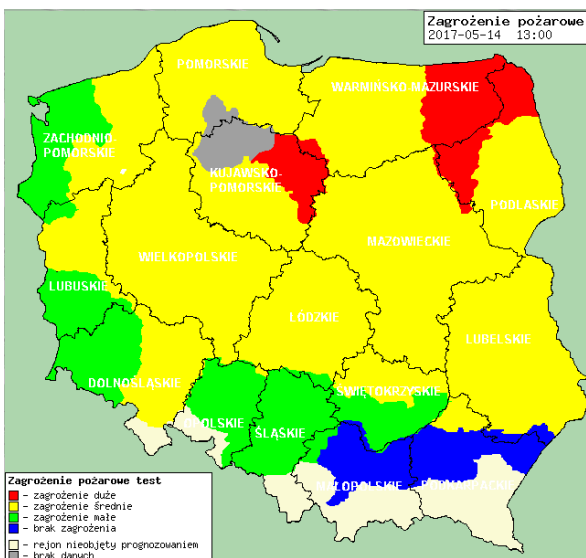 Zagrożenie pożarowe
2017-05-14 13:00
POMORSKIE
WARMIŃSKO-MAZURSKIE
ZACHODNIO-
POMORSKIE
KUJAWSKO-
POMORSKIE
PODLASKIE
MAZOWIECKIE
WIELKOPOLSKIE
LUBUSKIE
ŁÓDZKIE
LUBELSKIE
DOLNOŚLĄSKIE
ŚWIĘTOKRZYSKIE
OPOLSKIE
ŚLĄSKIE
MAŁOPOLSKIE
PODKARPACKIE
Zagrożenie pożarowe test
- zagrożenie duże
- zagrożenie średnie
- zagrożenie małe
- brak zagrożenia
- rejon nieobjęty prognozowaniem
- brak danych